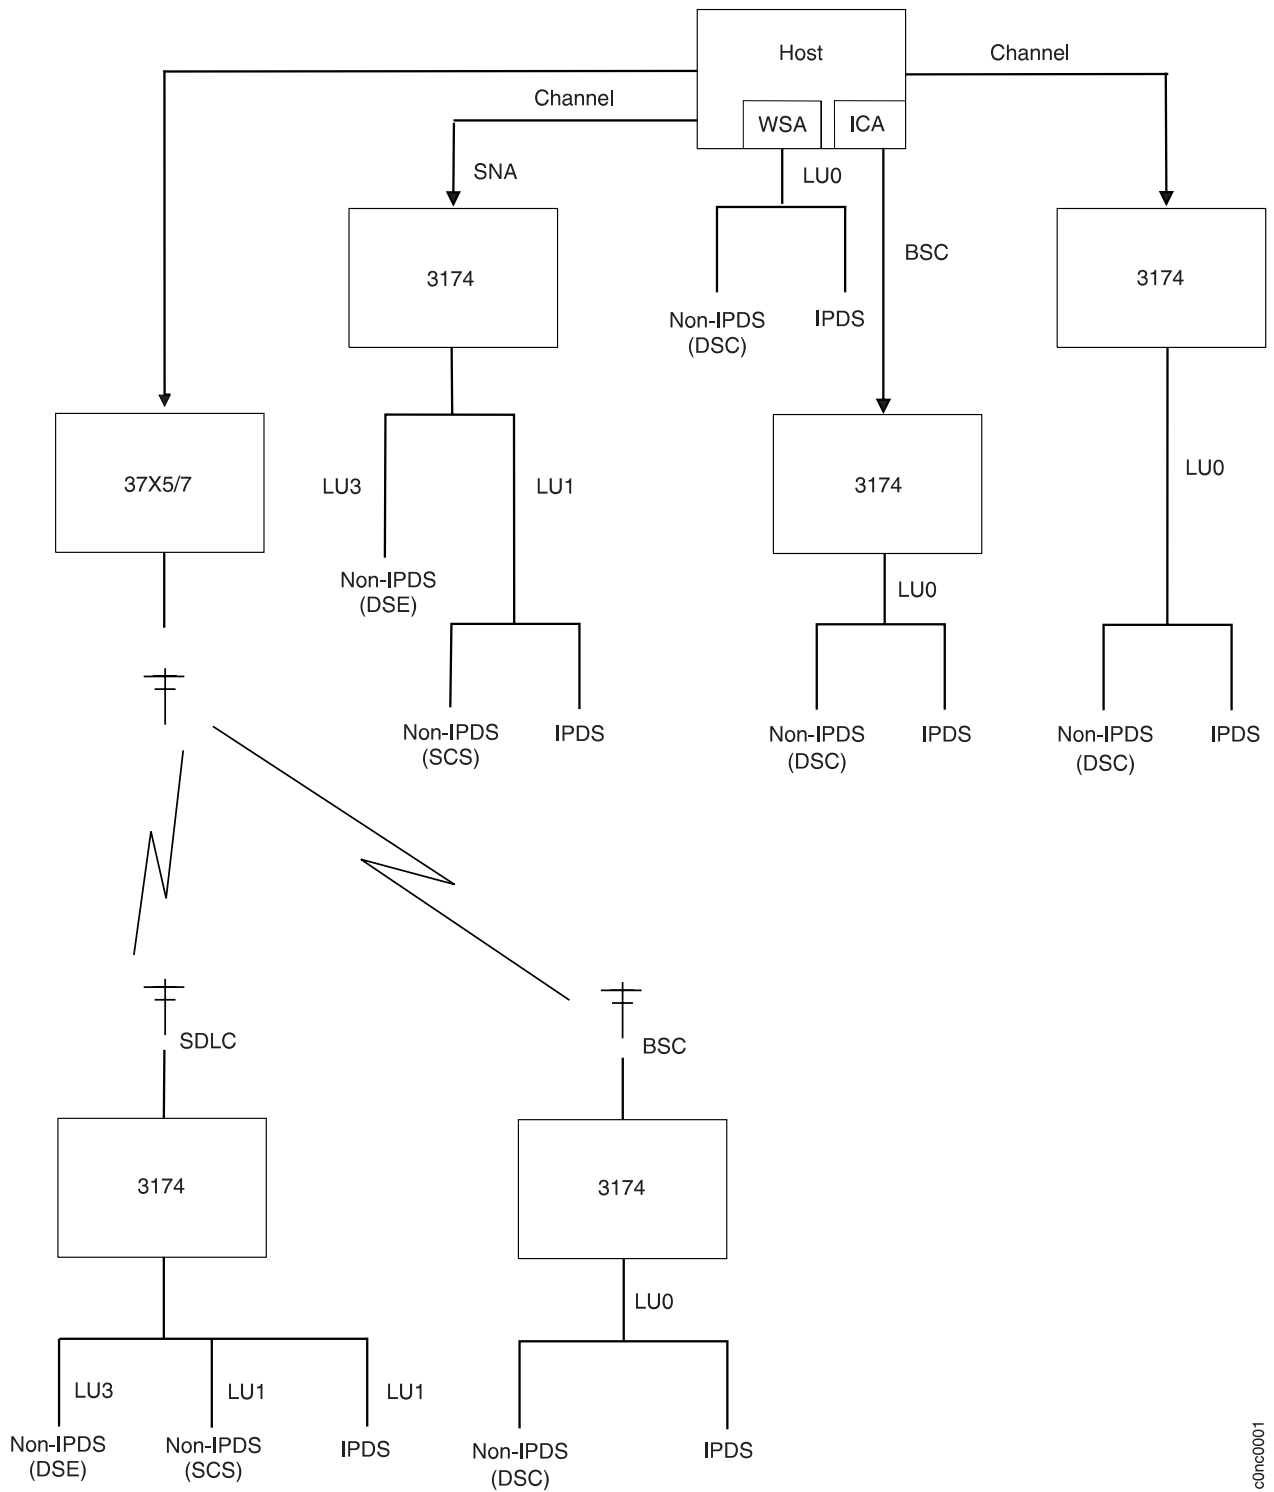 Host
Channel
Channel
WSA
ICA
SNA
LU0
BSC
3174
3174
Non-IPDS
(DSC)
IPDS
37X5/7
LU3
LU1
3174
LU0
Non-IPDS
(DSE)
LU0
Non-IPDS
(SCS)
IPDS
Non-IPDS
(DSC)
IPDS
Non-IPDS
(DSC)
IPDS
SDLC
BSC
3174
3174
LU0
LU3
LU1
LU1
Non-IPDS
(DSE)
Non-IPDS
(SCS)
IPDS
Non-IPDS
(DSC)
IPDS
c0nc0001